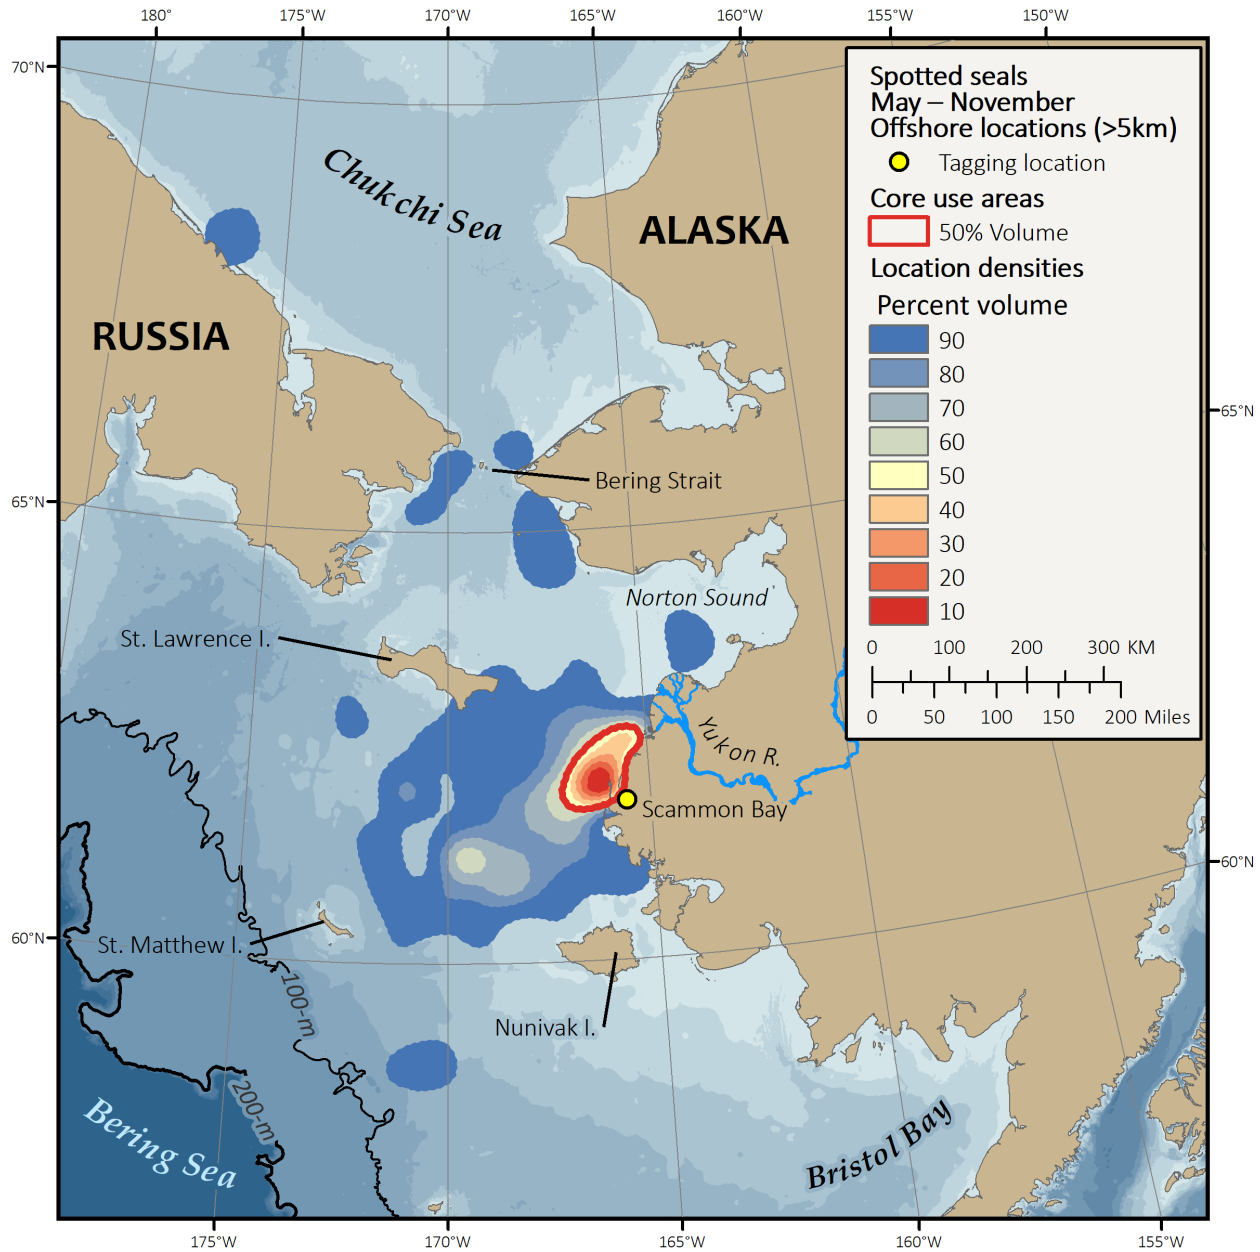 180° 175°W 170°W 165°W 160°W 155°W 150°W
70°N
Spotted seals
May – November
Offshore locations (>5km)
Tagging location
Core use areas
50% Volume
Location densities
Percent volume
90
80
70
60
50
40
30
20
10
0 100 200 300 KM
0 50 100 150 200 Miles
Chukchi Sea
ALASKA
RUSSIA
65°N
Bering Strait
65°N
Norton Sound
St. Lawrence I.
Yukon R.
Scammon Bay
60°N
60°N
St. Matthew I.
100-m
Nunivak I.
200-m
Bering Sea
Bristol Bay
175°W 170°W 165°W 160°W 155°W